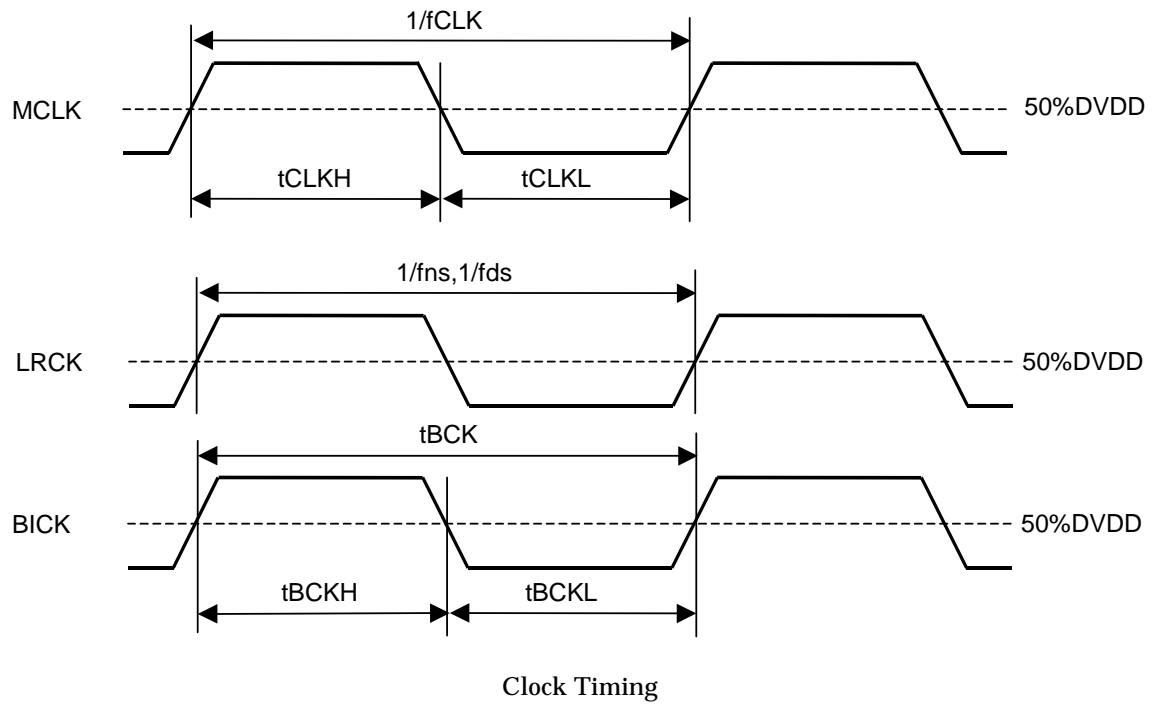 1/fCLK
MCLK
50%DVDD
tCLKH
tCLKL
1/fns,1/fds
LRCK
50%DVDD
tBCK
BICK
50%DVDD
tBCKH
tBCKL
Clock Timing